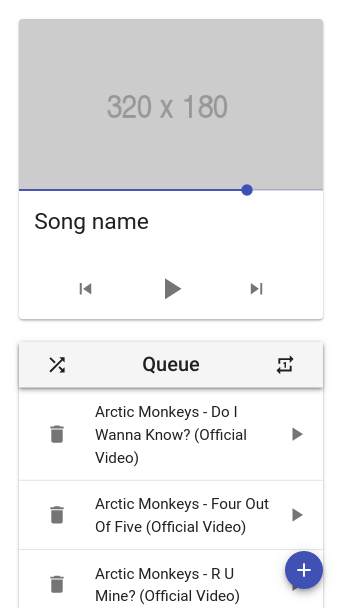 320 x 180
Song name
Queue
1
Arctic Monkeys - Do I
Wanna Know? (Official
Video)
Arctic Monkeys - Four Out
Of Five (Official Video)
Arctic Monkeys - R U
Mine? (Official Video)